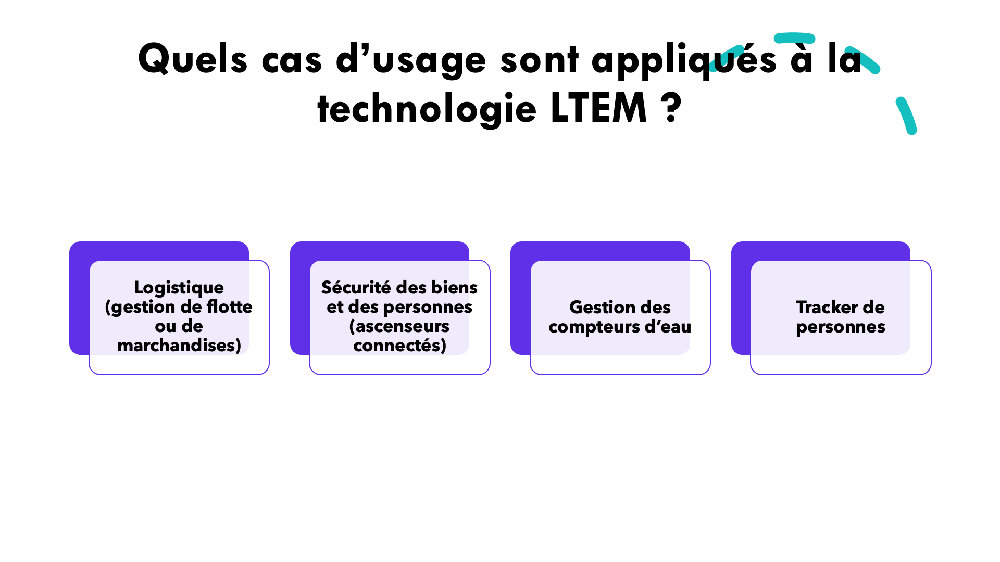 Quels cas d’usage sont appliqués à la
technologie LTEM ?
Logistique
(gestion de flotte
ou de
marchandises)
Sécurité des biens
et des personnes
(ascenseurs
connectés)
Gestion des
compteurs d’eau
Tracker de
personnes